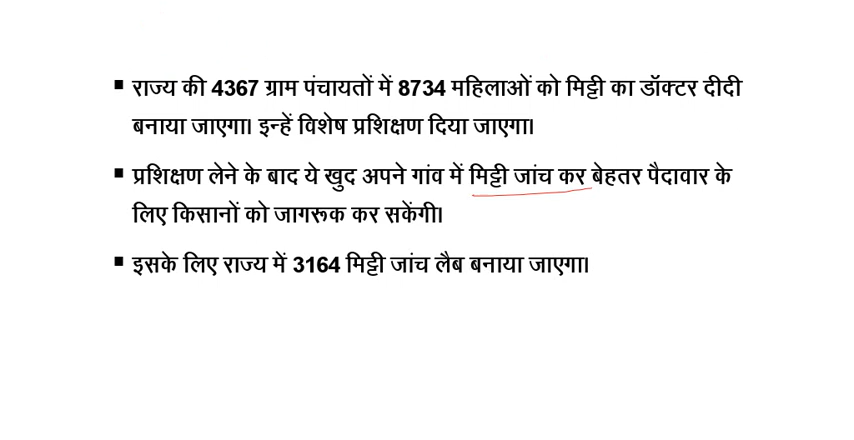 ▪ राज्य की 4367 ग्राम पंचायतों में 8734 महिलाओं को मिट्टी का डॉक्टर दीदी
बनाया जाएगा। इन्हें विशेष प्रशिक्षण दिया जाएगा।
▪ प्रशिक्षण लेने के बाद ये खुद अपने गांव में मिट्टी जांच कर बेहतर पैदावार के
लिए किसानों को जागरूक कर सकेंगी।
▪ इसके लिए राज्य में 3164 मिट्टी जांच लैब बनाया जाएगा।